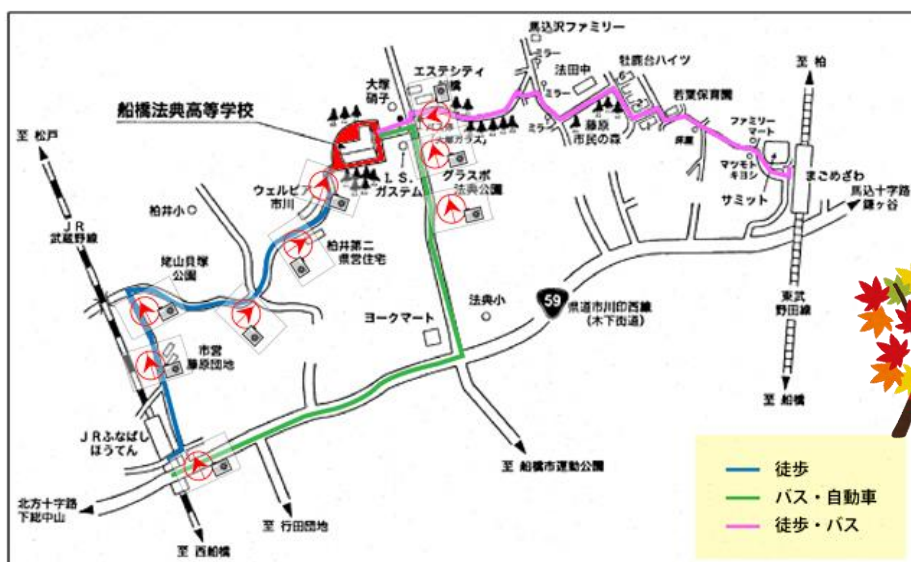 馬込沢ファミリー
ミラー
法田中
牡鹿台ハイツ
至 柏
大塚
硝子
エステシティ
船橋法典高等学校
ミラー
若葉保育園
至 松戸
ミラー
藤原
市民の森
床屋
ファミリー
マート
マツモト
キヨシ
まごめざわ
サミット
I. S.
ガステム
グラスポ
法典公園
ウェルピア
市川
馬込十字路
鎌ヶ谷
柏井小
JR
武蔵野線
柏井第二
県営住宅
公園
法典小
59
県道市川印西線
(木下街道)
東武
野田線
ヨークマート
市営
藤原団地
至 船橋
JRふなばし
ほうてん
至 船橋市運動公園
北方十字路
下総中山
至 行田団地
至 西船橋
徒歩
バス・自動車
徒歩・バス